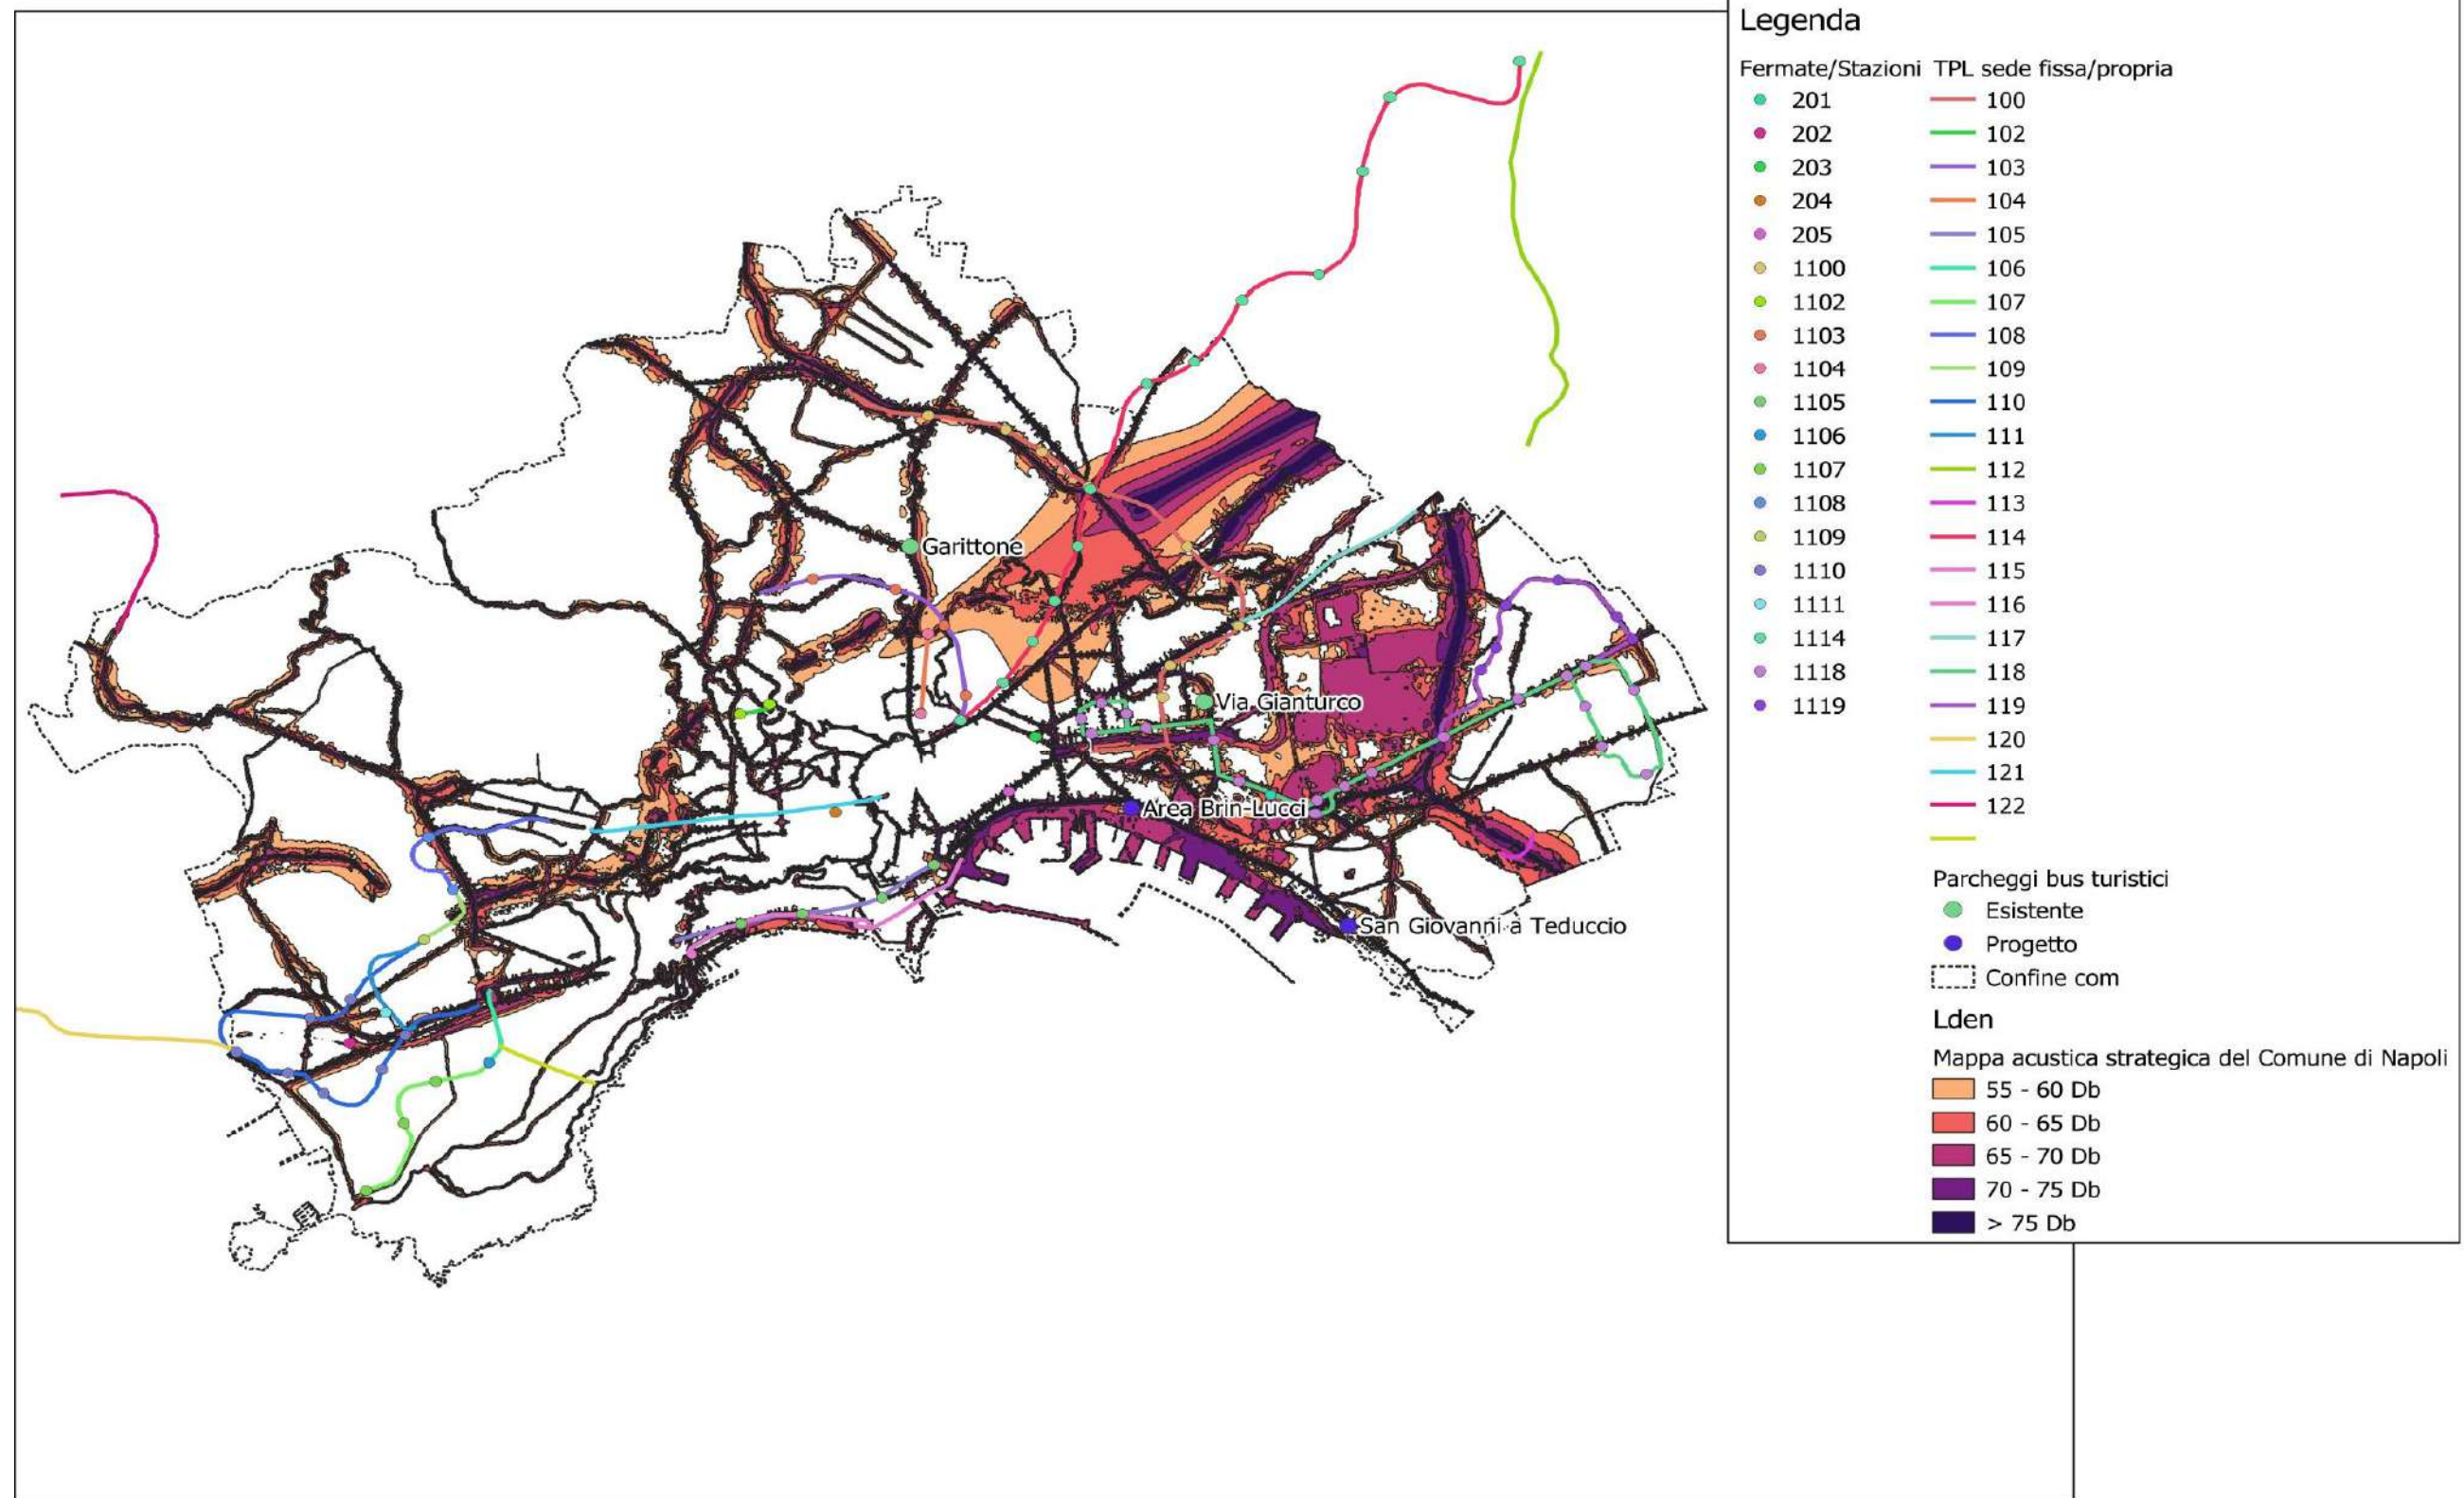 Garittone
Via Gianturco
Area Brin-Lucci
San Giovanni a Teduccio
Legenda
Fermate/Stazioni TPL sede fissa/propria
201 100
202 102
203 103
204 104
205 105
1100 106
1102 107
1103 108
1104 109
1105 110
1106 111
1107 112
1108 113
1109 114
1110 115
1111 116
1114 117
1118 118
1119 119
120
121
122
Parcheggi bus turistici
Esistente
Progetto
Confine com
Lden
Mappa acustica strategica del Comune di Napoli
55 - 60 Db
60 - 65 Db
65 - 70 Db
70 - 75 Db
> 75 Db